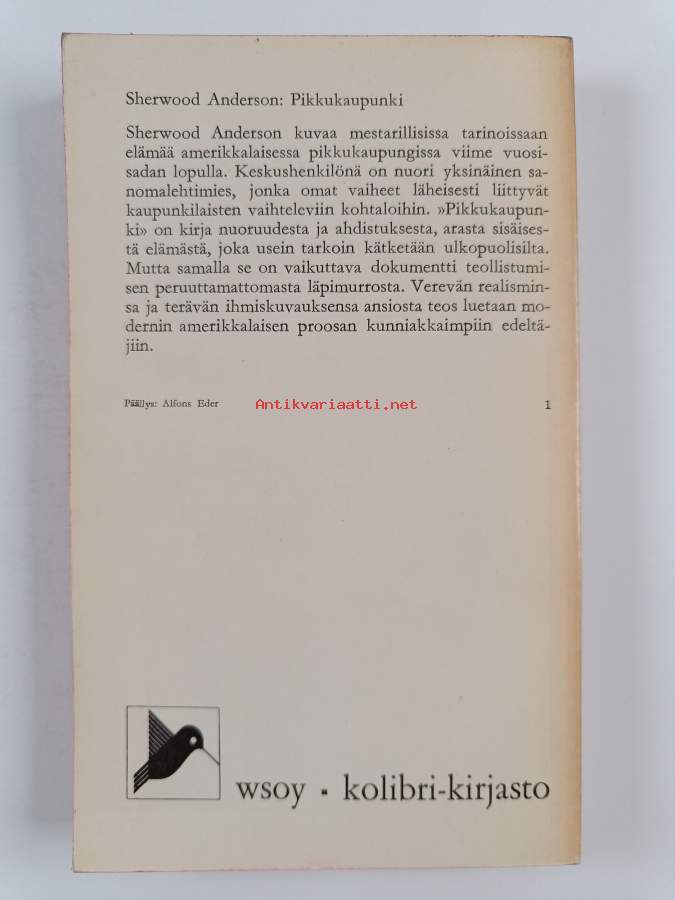 Sherwood Anderson: Pikkukaupunki
Sherwood Anderson kuvaa mestarillisissa tarinoissaan
elämää amerikkalaisessa pikkukaupungissa viime vuosi-
sadan lopulla. Keskushenkilönä on nuori yksinäinen sa-
nomalehtimies, jonka omat vaiheet läheisesti liittyvät
kaupunkilaisten vaihteleviin kohtaloihin. »Pikkukaupun-
ki» on kirja nuoruudesta ja ahdistuksesta, arasta sisäises-
tä elämästä, joka usein tarkoin kätketään ulkopuolisilta.
Mutta samalla se on vaikuttava dokumentti teollistumi-
sen peruuttamattomasta läpimurrosta. Verevän realismin-
sa ja terävän ihmiskuvauksensa ansiosta teos luetaan mo-
dernin amerikkalaisen proosan kunniakkaimpiin edeltä-
jiin.
Päällys: Alfons Eder Antikvariaatti.net 1
wsoy ▪ kolibri-kirjasto